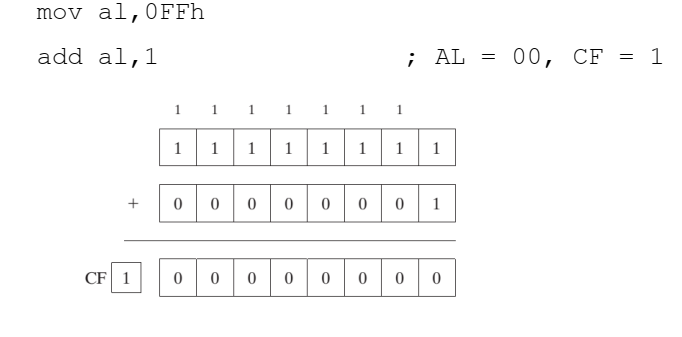 mov al,0FFh
add al,1 ; AL = 00, CF = 1
1 1 1 1 1 1 1
1 1 1 1 1 1 1 1
+ 0 0 0 0 0 0 0 1
CF 1 0 0 0 0 0 0 0 0